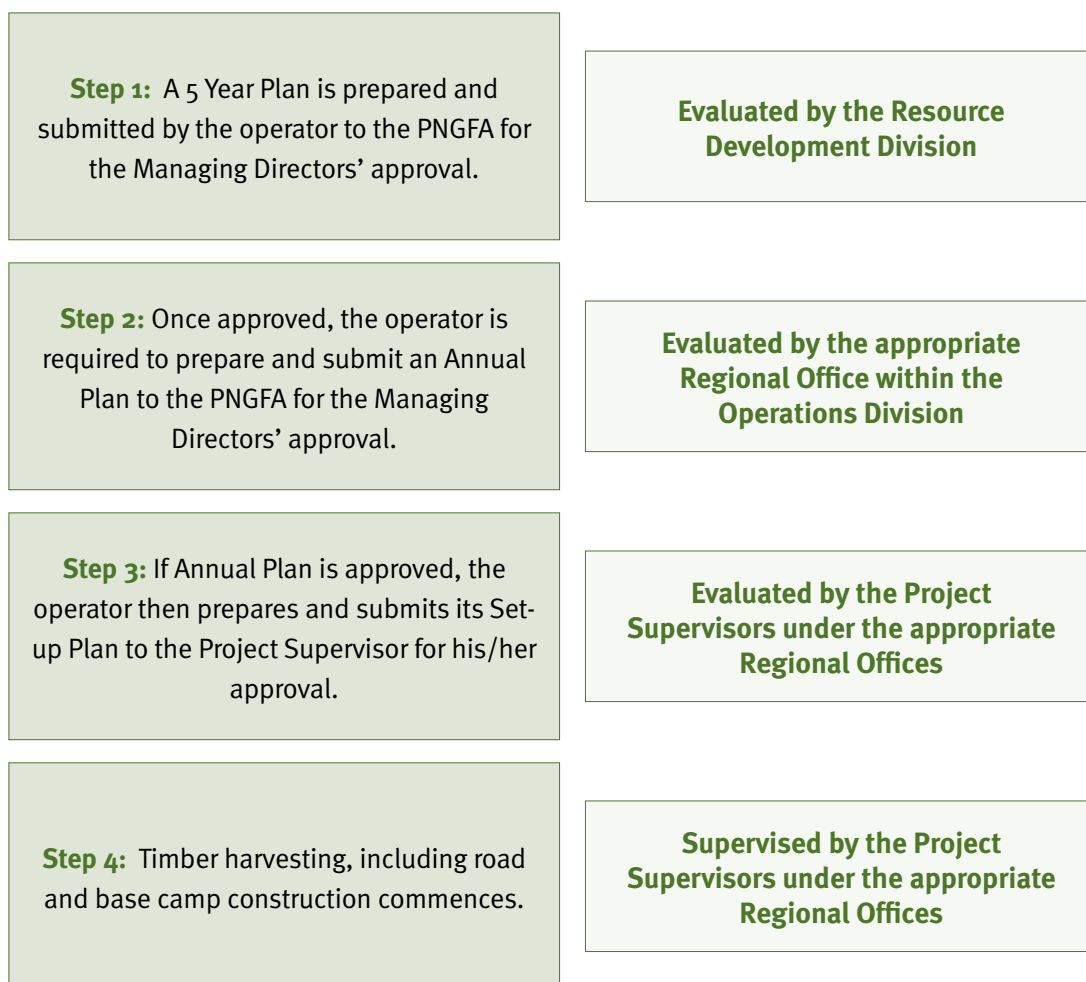 Step 1: A 5 Year Plan is prepared and
submitted by the operator to the PNGFA for
the Managing Directors’ approval.
Evaluated by the Resource
Development Division
Step 2: Once approved, the operator is
required to prepare and submit an Annual
Plan to the PNGFA for the Managing
Directors’ approval.
Evaluated by the appropriate
Regional Office within the
Operations Division
Step 3: If Annual Plan is approved, the
operator then prepares and submits its Set-
up Plan to the Project Supervisor for his/her
approval.
Evaluated by the Project
Supervisors under the appropriate
Regional Offices
Step 4: Timber harvesting, including road
and base camp construction commences.
Supervised by the Project
Supervisors under the appropriate
Regional Offices